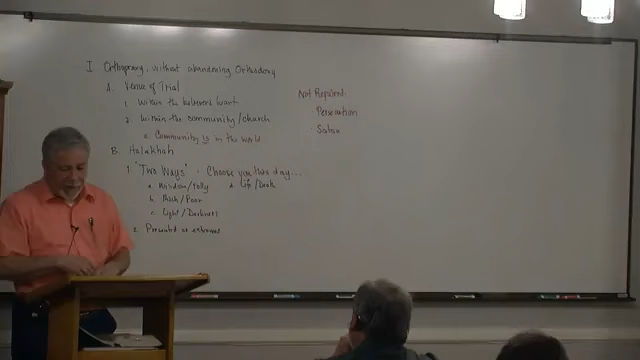 I Orthopraxy, without abandoning Orthodoxy
A. Venue of Trial
1. Within the believers heart
2. Within the community/church
a. Community is in the world
B. Halakhah
1. "Two Ways" - Choose you this day...
a. Wisdom/Folly d. Life/Death
b. Rich/Poor
c. Light/Darkness
2. Presented as extremes
Not Repelent:
Persecution
Satan